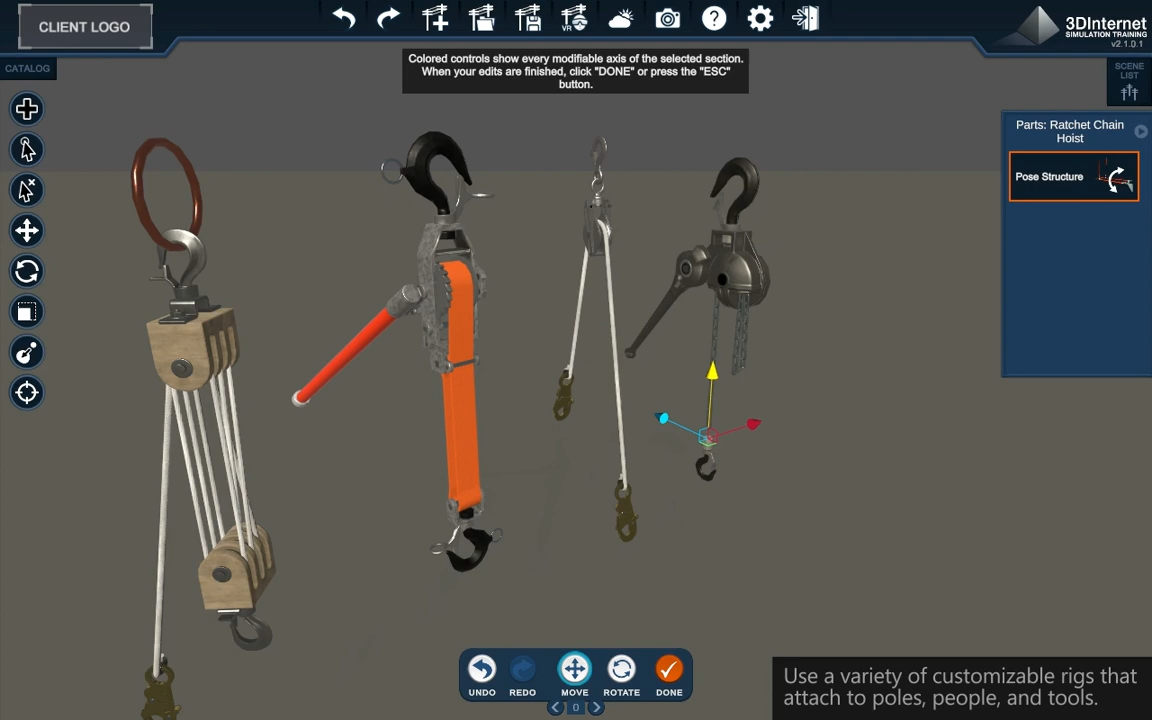 CLIENT LOGO
VR
3DInternet
SIMULATION TRAINING
v2.1.0.1
CATALOG
Colored controls show every modifiable axis of the selected section.
When your edits are finished, click "DONE" or press the "ESC"
button.
SCENE
LIST
Parts: Ratchet Chain
Hoist
Pose Structure
UNDO REDO MOVE ROTATE DONE
0
Use a variety of customizable rigs that
attach to poles, people, and tools.